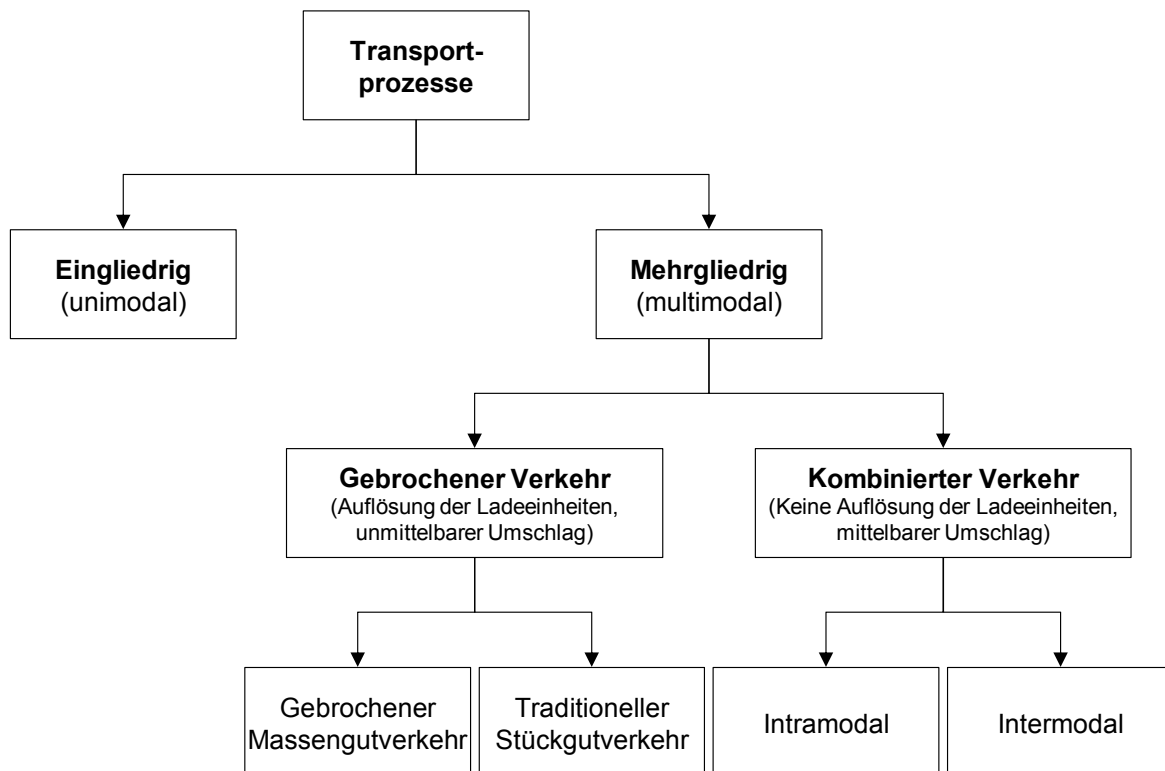 Transport-
prozesse
Eingliedrig
(unimodal)
Mehrgliedrig
(multimodal)
Gebrochener Verkehr
(Auflösung der Ladeeinheiten,
unmittelbarer Umschlag)
Kombinierter Verkehr
(Keine Auflösung der Ladeeinheiten,
mittelbarer Umschlag)
Gebrochener
Massengutverkehr
Traditioneller
Stückgutverkehr
Intramodal
Intermodal